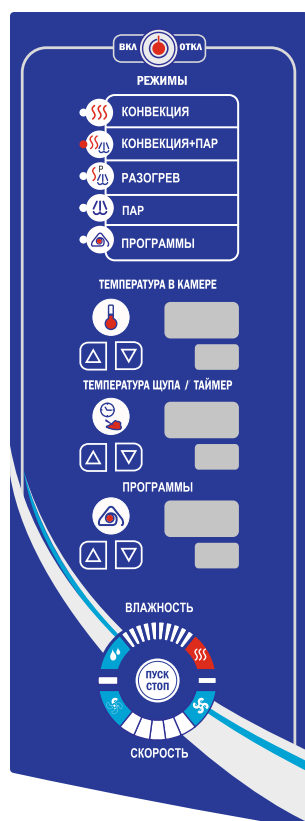 ВКЛ ОТКЛ
РЕЖИМЫ
КОНВЕКЦИЯ
КОНВЕКЦИЯ+ПАР
Р
РАЗОГРЕВ
ПАР
ПРОГРАММЫ
ТЕМПЕРАТУРА В КАМЕРЕ
ТЕМПЕРАТУРА ЩУПА / ТАЙМЕР
ПРОГРАММЫ
ВЛАЖНОСТЬ
ПУСК
СТОП
СКОРОСТЬ